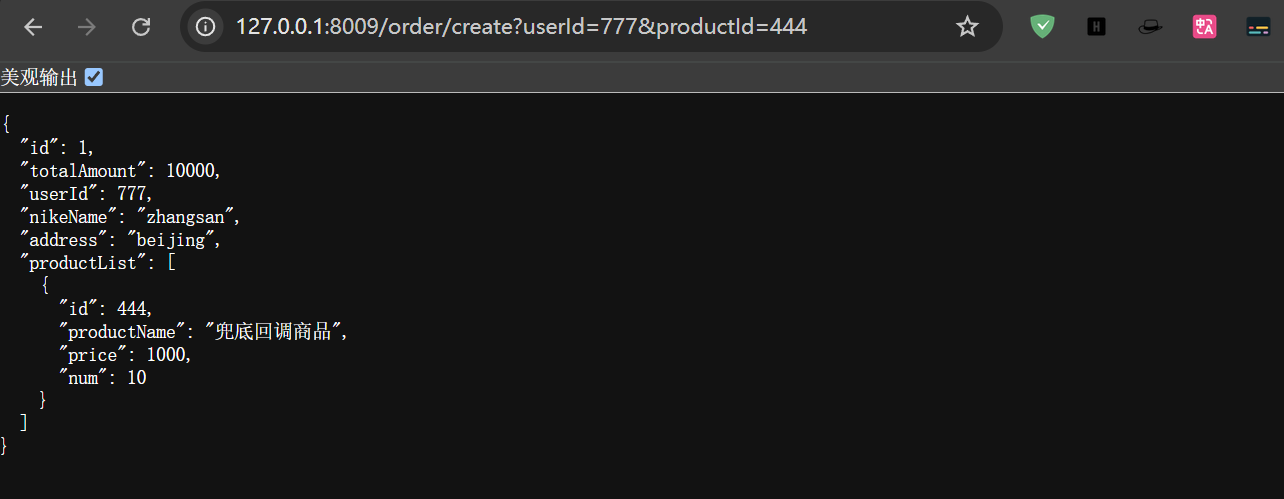 127.0.0.1:8009/order/create?userId=777&productId=444
美观输出
{
  "id": 1,
  "totalAmount": 10000,
  "userId": 777,
  "nikeName": "zhangsan",
  "address": "beijing",
  "productList": [
    {
      "id": 444,
      "productName": "兜底回调商品",
      "price": 1000,
      "num": 10
    }
  ]
}